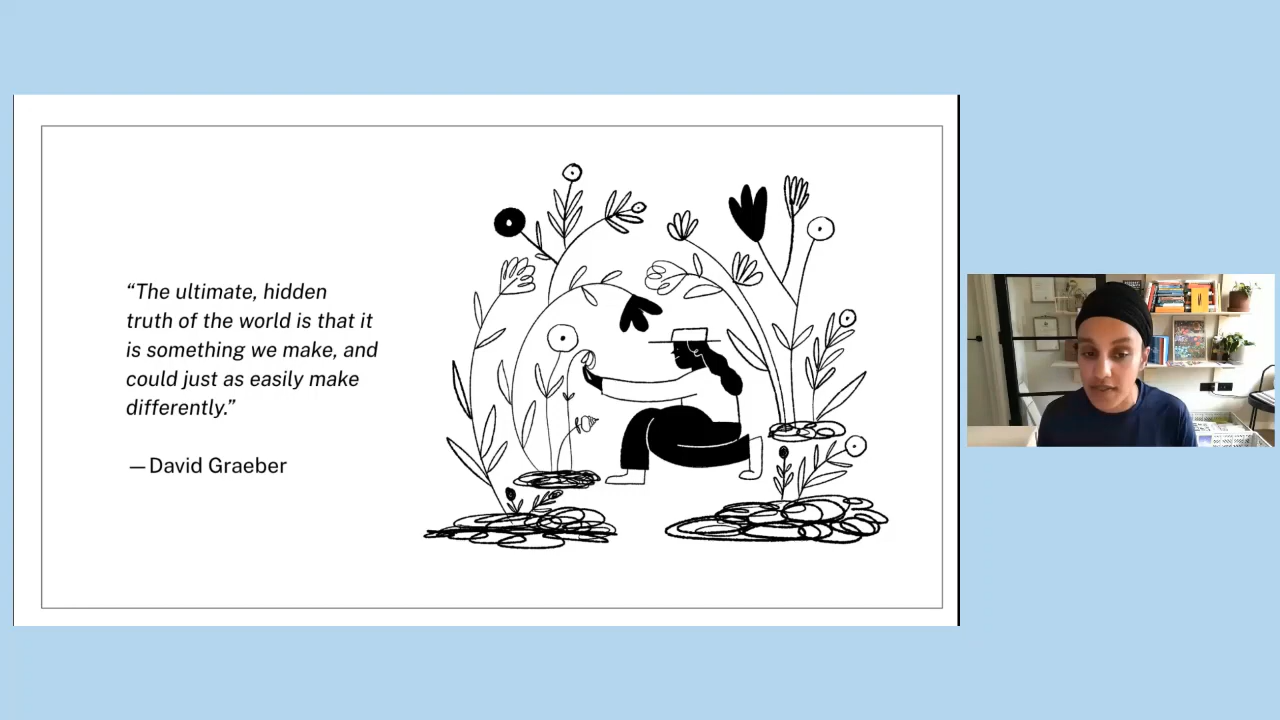 “The ultimate, hidden
truth of the world is that it
is something we make, and
could just as easily make
differently.”
—David Graeber